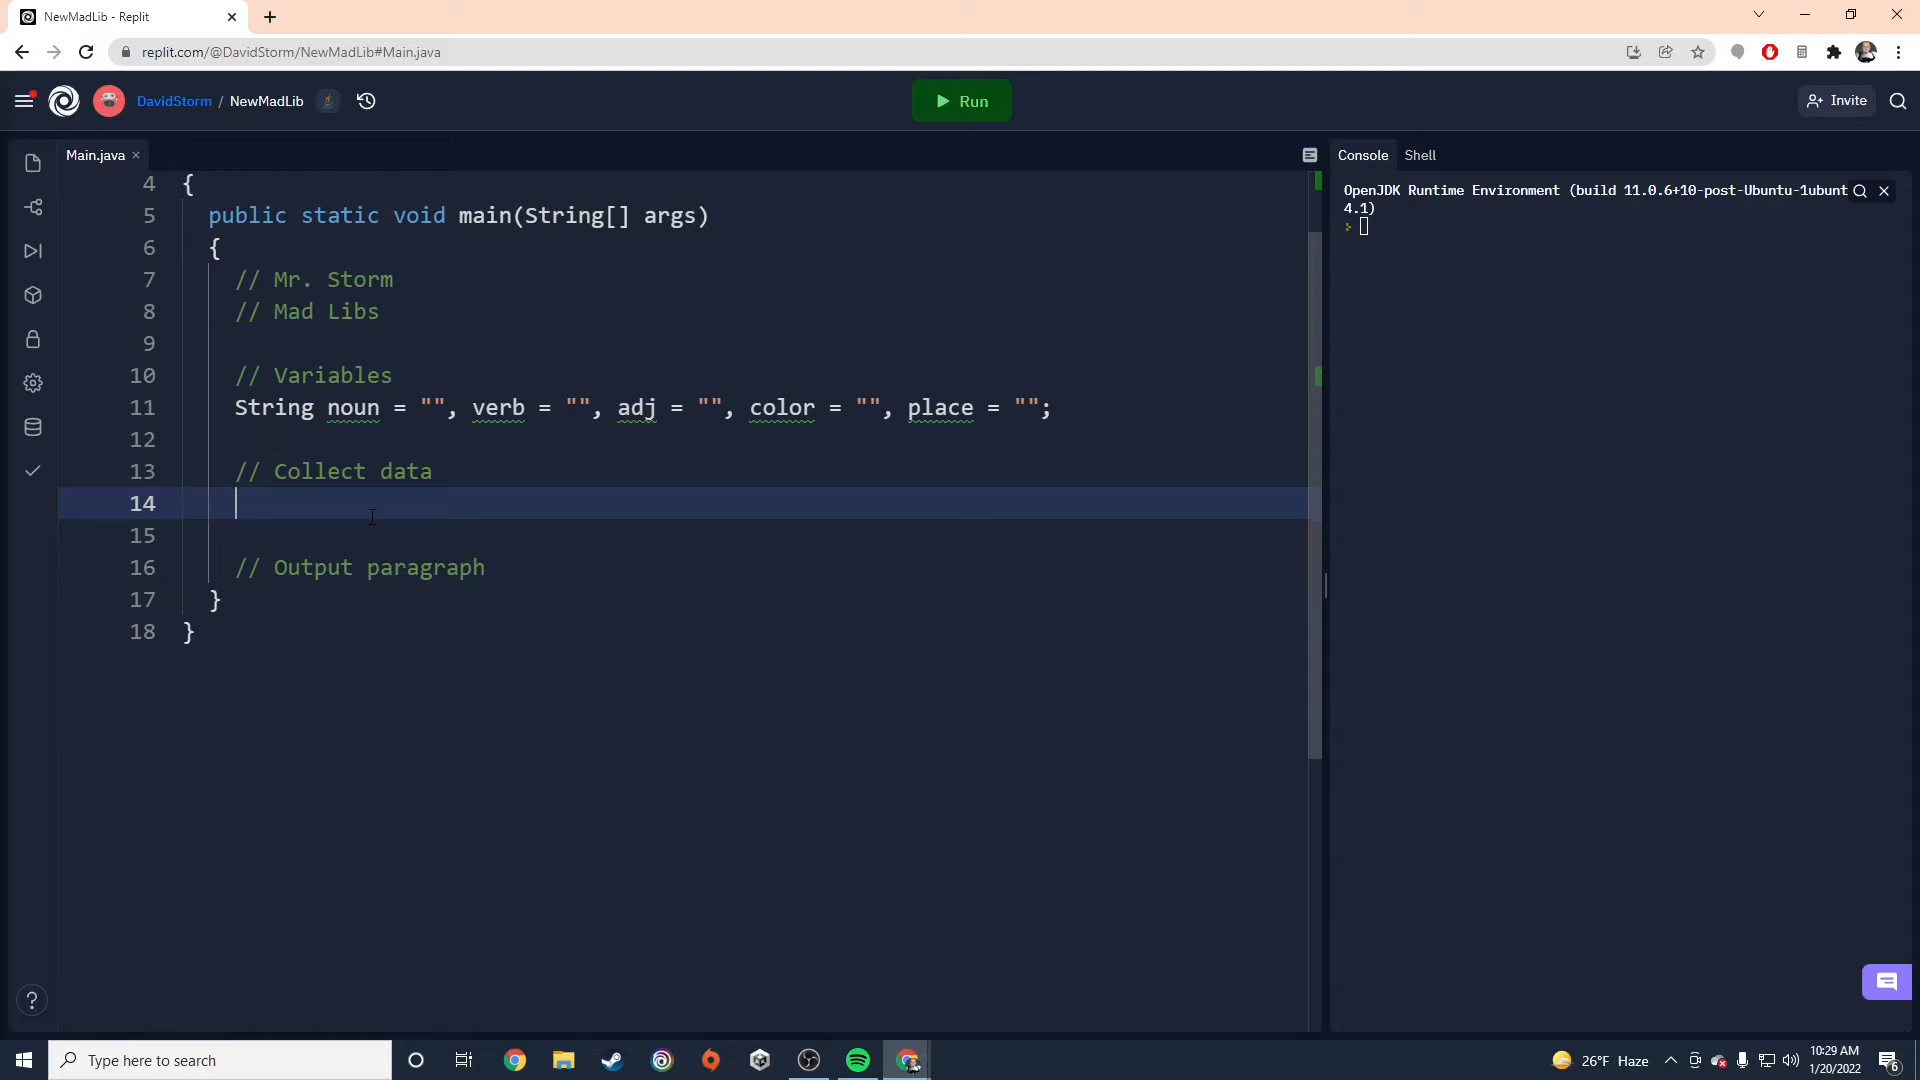 NewMadLib - Replit
replit.com/@DavidStorm/NewMadLib#Main.java
DavidStorm / NewMadLib
Run
Invite
Main.java
Console
Shell
4 {
5 public static void main(String[] args)
6 {
7 // Mr. Storm
8 // Mad Libs
9
10 // Variables
11 String noun = "", verb = "", adj = "", color = "", place = "";
12
13 // Collect data
14
15
16 // Output paragraph
17 }
18 }
OpenJDK Runtime Environment (build 11.0.6+10-post-Ubuntu-1ubunt
4.1)
?
Type here to search
26°F Haze
10:29 AM
1/20/2022
6